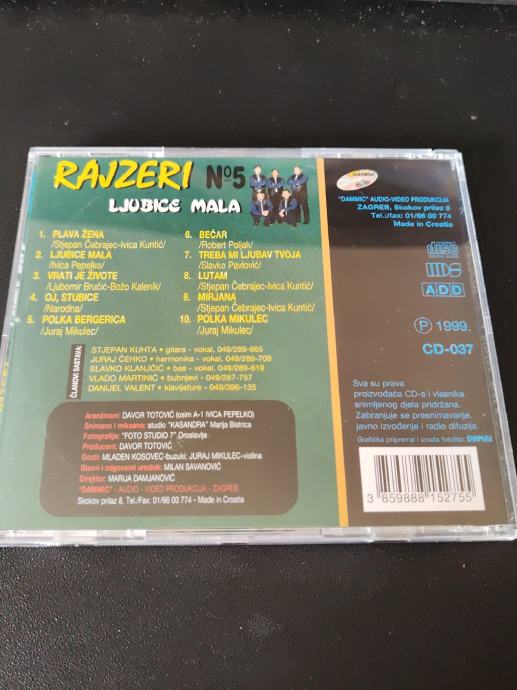 RAJZERI Nº5
LJUBICE MALA
1. PLAVA ŽENA
/Stjepan Čebrajec-Ivica Kuntić/
2. LJUBICE MALA
/Ivica Pepelko/
3. VRATI JE ŽIVOTE
/Ljubomir Bručić-Božo Kalenik/
4. OJ, STUBICE
/Narodna/
5. POLKA BERGERICA
/Juraj Mikulec/
6. BEĆAR
/Robert Poljak/
7. TREBA MI LJUBAV TVOJA
/Slavko Pavlović/
8. LUTAM
/Stjepan Čebrajec-Ivica Kuntić/
9. MIRJANA
/Stjepan Čebrajec-Ivica Kuntić/
10. POLKA MIKULEC
/Juraj Mikulec/
ČLANOVI SASTAVA:
STJEPAN KUHTA • gitara - vokal, 049/289-665
JURAJ ČEHKO • harmonika - vokal, 049/289-708
SLAVKO KLANJČIĆ • bas - vokal, 049/289-619
VLADO MARTINIĆ • bubnjevi - 049/287-757
DANIJEL VALENT • klavijature - 049/396-135
Aranžmani: DAVOR TOTOVIĆ (osim A-1 IVICA PEPELKO)
Snimano i miksano: studio "KASANDRA" Marija Bistrica
Fotografija: "FOTO STUDIO 7" Oroslavlje
Producent: DAVOR TOTOVIĆ
Gosti: MLADEN KOSOVEC-buzuki; JURAJ MIKULEC-violina
Glavni i odgovorni urednik: MILAN SAVANOVIĆ
Direktor: MARIJA DAMJANOVIĆ
"DAMMIC" - AUDIO - VIDEO PRODUKCIJA - ZAGREB
Skokov prilaz 8, Tel./Fax: 01/66 00 774 - Made in Croatia
"DAMMIC" AUDIO-VIDEO PRODUKCIJA
ZAGREB, Skokov prilaz 8
Tel.:/fax: 01/66 00 774
Made in Croatia
COMPACT
disc
DIGITAL AUDIO
ADD
Ⓟ 1999.
CD-037
Sva su prava
proizvođača CD-s i vlasnika
snimljenog djela pridržana.
Zabranjuje se presnimavanje,
javno izvođenje i radio difuzija.
Grafička priprema i izrada fotolita:
3 859888 152755